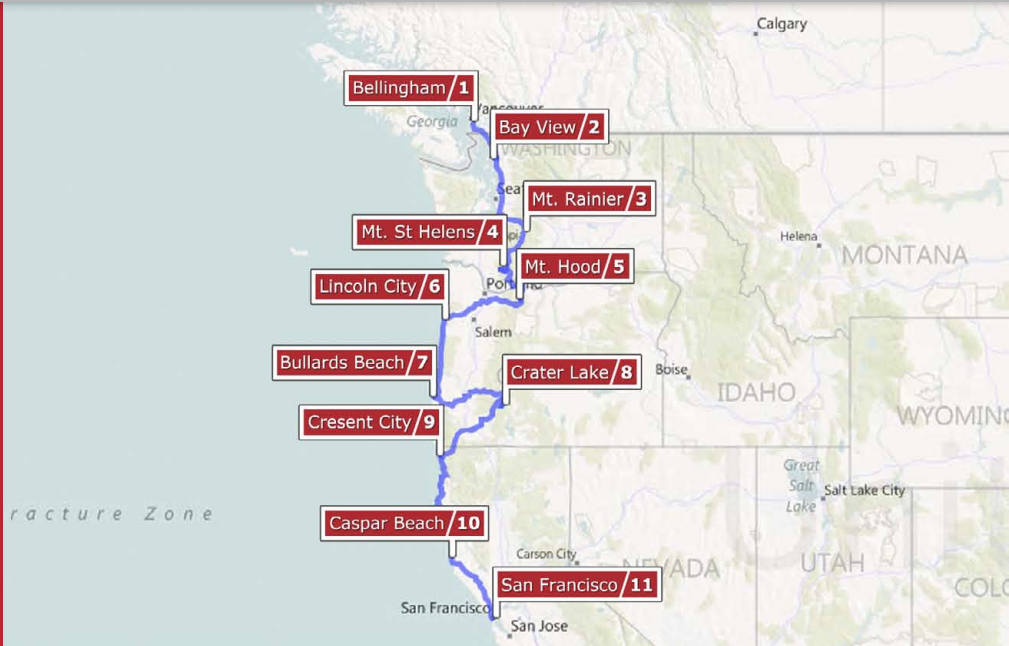 Calgary
Bellingham/1
Georgia
Bay View/2
WASHINGTON
Mt. Rainier/3
Mt. St Helens/4
Helena
MONTANA
Mt. Hood/5
Lincoln City/6
Salem
Bullards Beach/7
Crater Lake/8
Boise
IDAHO
WYOMING
Cresent City/9
Great
Salt
Lake
Salt Lake City
racture Zone
Caspar Beach/10
Carson City
NEVADA
UTAH
San Francisco/11
COLO
San Francisco
San Jose